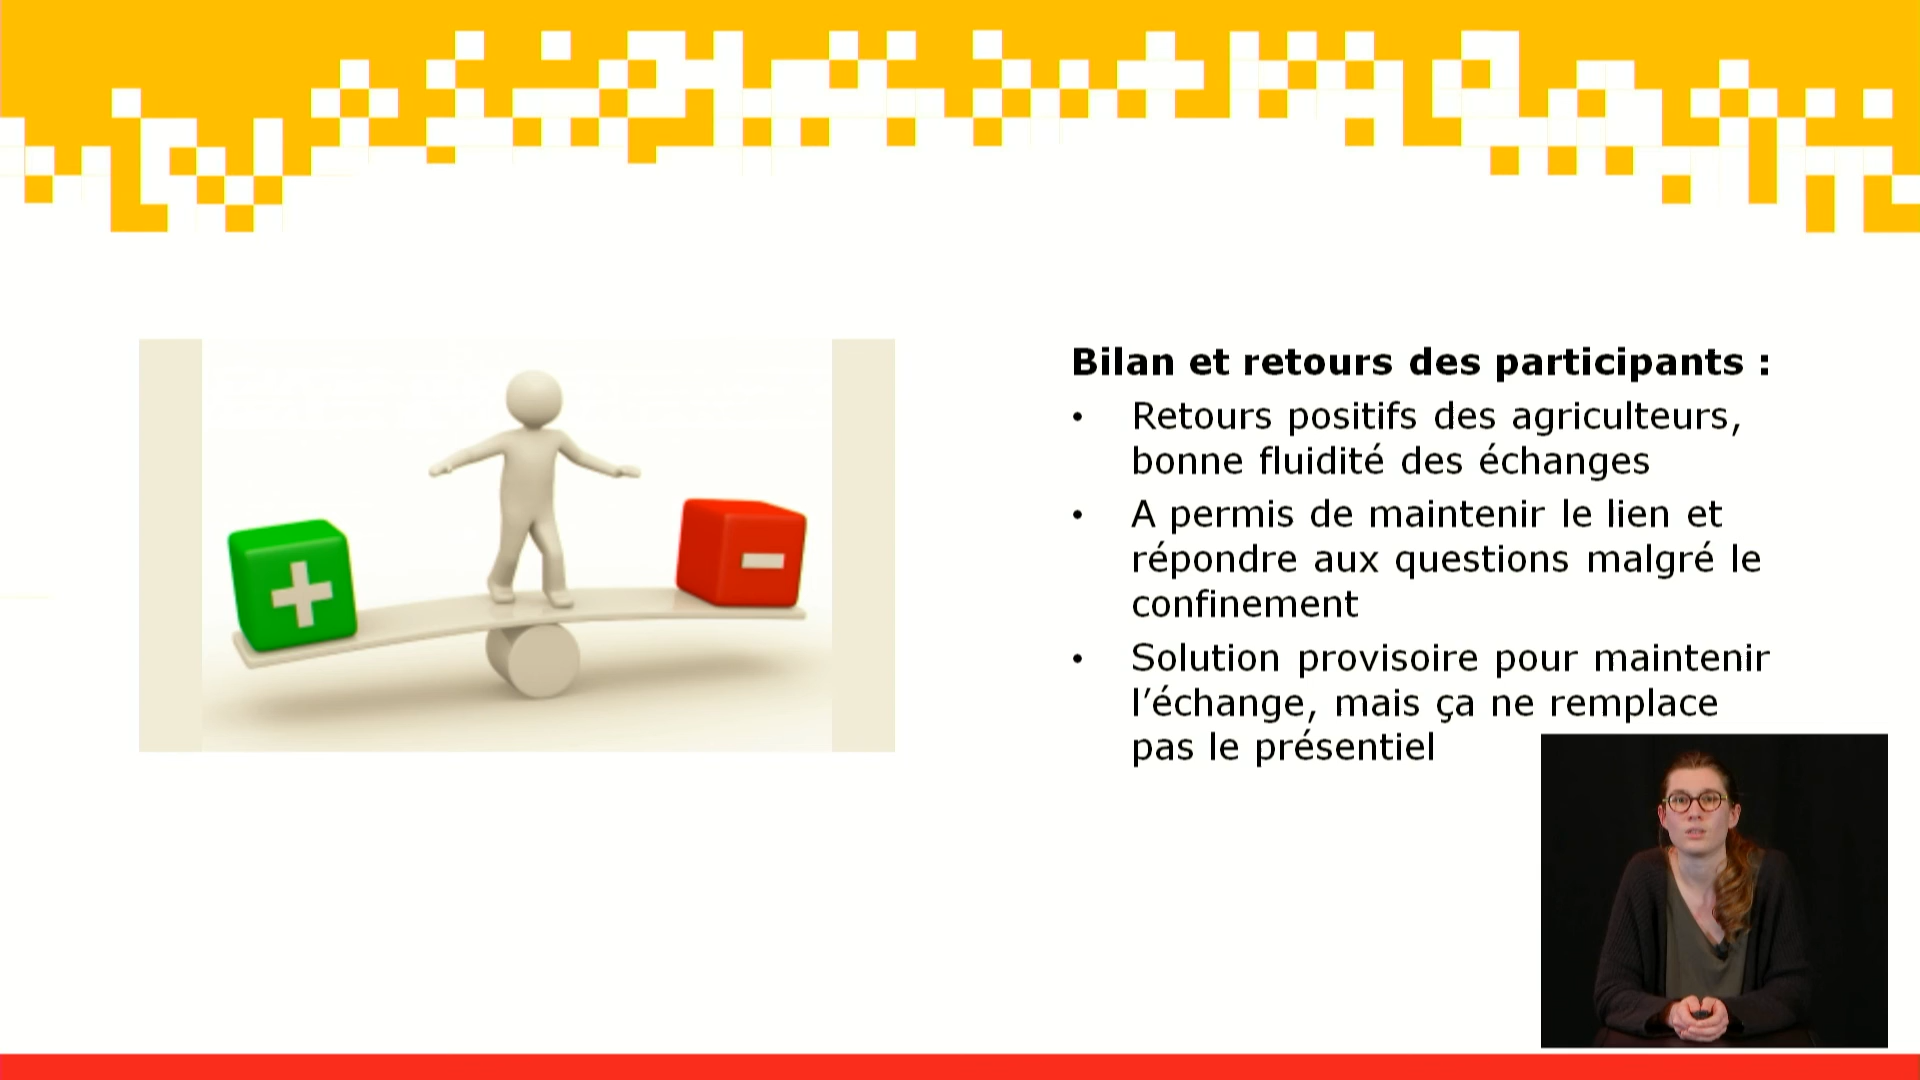 Bilan et retours des participants :
• Retours positifs des agriculteurs,
bonne fluidité des échanges
• A permis de maintenir le lien et
répondre aux questions malgré le
confinement
• Solution provisoire pour maintenir
l’échange, mais ça ne remplace
pas le présentiel